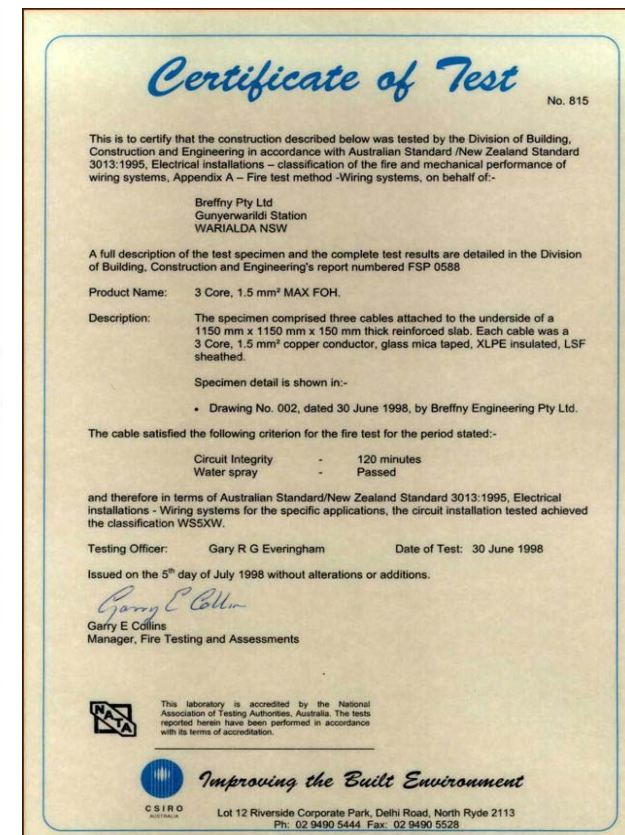 Certificate of Test
No. 815
This is to certify that the construction described below was tested by the Division of Building,
Construction and Engineering in accordance with Australian Standard /New Zealand Standard
3013:1995, Electrical installations – classification of the fire and mechanical performance of
wiring systems, Appendix A – Fire test method -Wiring systems, on behalf of:-
Breffny Pty Ltd
Gunyerwarildi Station
WARIALDA NSW
A full description of the test specimen and the complete test results are detailed in the Division
of Building, Construction and Engineering's report numbered FSP 0588
Product Name: 3 Core, 1.5 mm² MAX FOH.
Description: The specimen comprised three cables attached to the underside of a
1150 mm x 1150 mm x 150 mm thick reinforced slab. Each cable was a
3 Core, 1.5 mm² copper conductor, glass mica taped, XLPE insulated, LSF
sheathed.
Specimen detail is shown in:-
• Drawing No. 002, dated 30 June 1998, by Breffny Engineering Pty Ltd.
The cable satisfied the following criterion for the fire test for the period stated:-
Circuit Integrity - 120 minutes
Water spray - Passed
and therefore in terms of Australian Standard/New Zealand Standard 3013:1995, Electrical
installations - Wiring systems for the specific applications, the circuit installation tested achieved
the classification WS5XW.
Testing Officer: Gary R G Everingham Date of Test: 30 June 1998
Issued on the 5th day of July 1998 without alterations or additions.
Garry E Collin
Garry E Collins
Manager, Fire Testing and Assessments
NATA
This laboratory is accredited by the National
Association of Testing Authorities, Australia. The tests
reported herein have been performed in accordance
with its terms of accreditation.
Improving the Built Environment
CSIRO
AUSTRALIA
Lot 12 Riverside Corporate Park, Delhi Road, North Ryde 2113
Ph: 02 9490 5444 Fax: 02 9490 5528